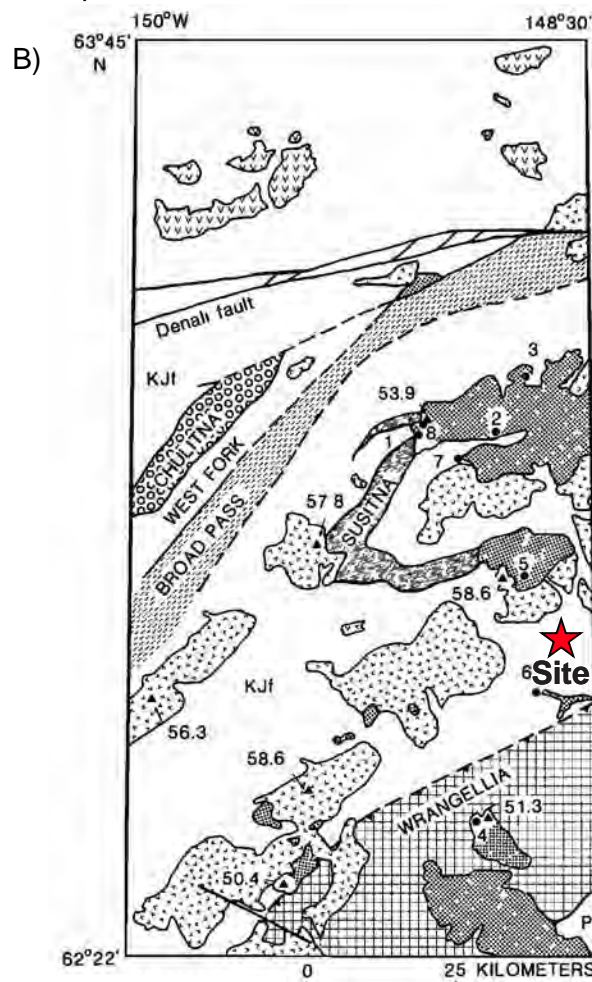 150°W
148°30'
63°45'
N
B)
Denali fault
KJf
3
53.9
CHULITNA
1
8
2
WEST FORK
7
57 8
SUSITNA
BROAD PASS
5
58.6
Site
KJf
6
56.3
58.6
WRANGELLIA
51.3
4
50.4
P
62°22'
0 25 KILOMETERS